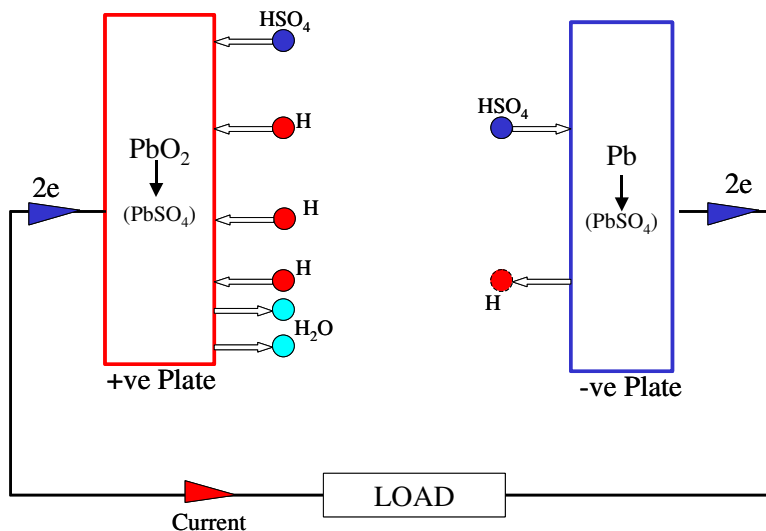 HSO₄
H
HSO₄
PbO₂
Pb
2e
2e
(PbSO₄)
H
(PbSO₄)
H
H
H₂O
+ve Plate
-ve Plate
LOAD
Current